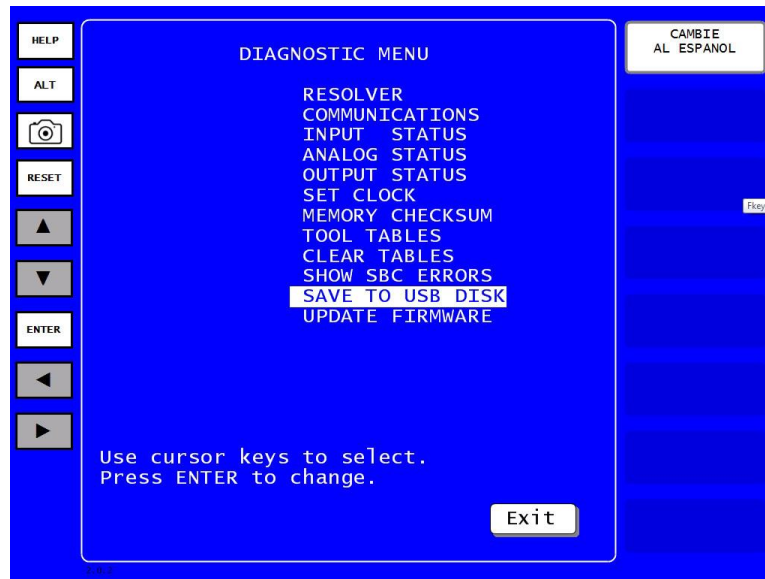 HELP
ALT
RESET
ENTER
DIAGNOSTIC MENU
RESOLVER
COMMUNICATIONS
INPUT STATUS
ANALOG STATUS
OUTPUT STATUS
SET CLOCK
MEMORY CHECKSUM
TOOL TABLES
CLEAR TABLES
SHOW SBC ERRORS
SAVE TO USB DISK
UPDATE FIRMWARE
Use cursor keys to select.
Press ENTER to change.
Exit
CAMBIE
AL ESPANOL
Fkey